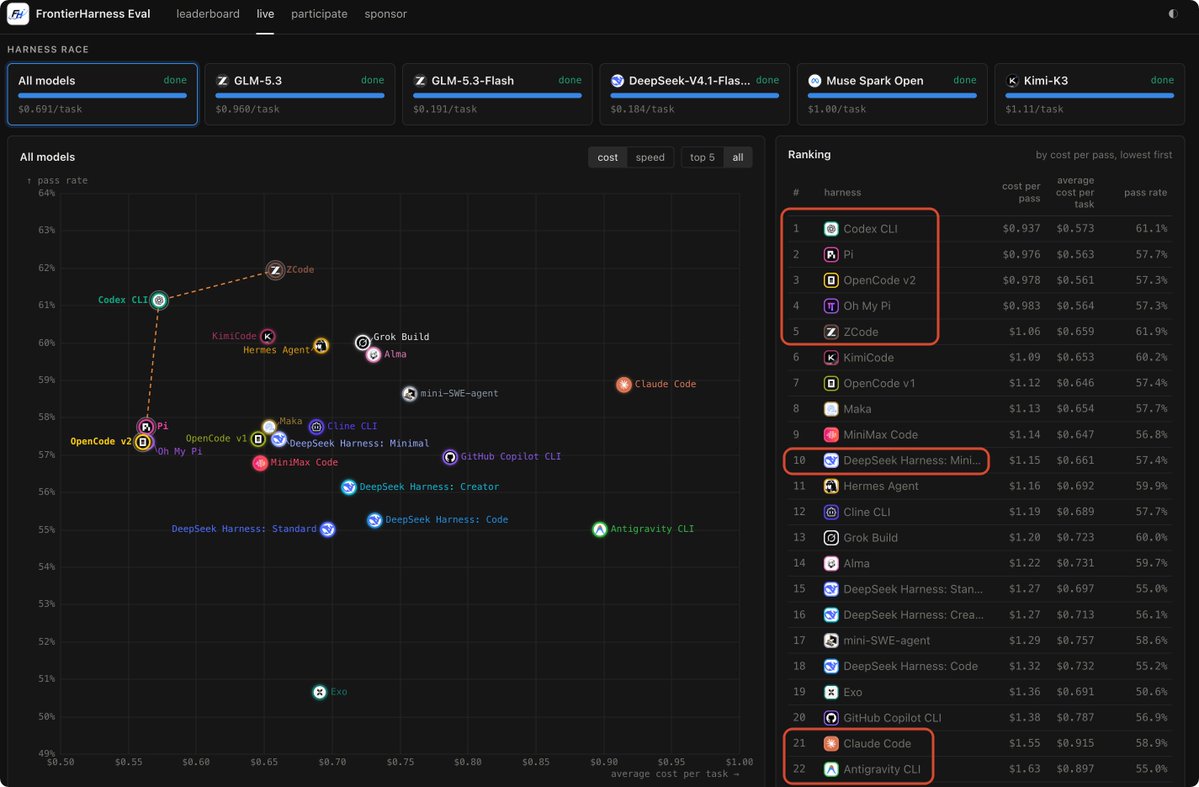 FrontierHarness Eval leaderboard live participate sponsor
HARNESS RACE
All models done
$0.691/task
GLM-5.3 done
$0.960/task
GLM-5.3-Flash done
$0.191/task
DeepSeek-V4.1-Flas... done
$0.184/task
Muse Spark Open done
$1.00/task
Kimi-K3 done
$1.11/task
All models
cost speed top 5 all
↑ pass rate
64%
63%
62%
61%
60%
59%
58%
57%
56%
55%
54%
53%
52%
51%
50%
49%
ZCode
Codex CLI
KimiCode
Hermes Agent
Grok Build
Alma
mini-SWE-agent
Claude Code
Pi
OpenCode v2
Oh My Pi
Maka
OpenCode v1
Cline CLI
DeepSeek Harness: Minimal
MiniMax Code
GitHub Copilot CLI
DeepSeek Harness: Creator
DeepSeek Harness: Code
DeepSeek Harness: Standard
Antigravity CLI
Exo
$0.50 $0.55 $0.60 $0.65 $0.70 $0.75 $0.80 $0.85 $0.90 $0.95 $1.00
average cost per task →
Ranking by cost per pass, lowest first
# harness cost per pass average cost per task pass rate
1 Codex CLI $0.937 $0.573 61.1%
2 Pi $0.976 $0.563 57.7%
3 OpenCode v2 $0.978 $0.561 57.3%
4 Oh My Pi $0.983 $0.564 57.3%
5 ZCode $1.06 $0.659 61.9%
6 KimiCode $1.09 $0.653 60.2%
7 OpenCode v1 $1.12 $0.646 57.4%
8 Maka $1.13 $0.654 57.7%
9 MiniMax Code $1.14 $0.647 56.8%
10 DeepSeek Harness: Mini... $1.15 $0.661 57.4%
11 Hermes Agent $1.16 $0.692 59.9%
12 Cline CLI $1.19 $0.689 57.7%
13 Grok Build $1.20 $0.723 60.0%
14 Alma $1.22 $0.731 59.7%
15 DeepSeek Harness: Stan... $1.27 $0.697 55.0%
16 DeepSeek Harness: Crea... $1.27 $0.713 56.1%
17 mini-SWE-agent $1.29 $0.757 58.6%
18 DeepSeek Harness: Code $1.32 $0.732 55.2%
19 Exo $1.36 $0.691 50.6%
20 GitHub Copilot CLI $1.38 $0.787 56.9%
21 Claude Code $1.55 $0.915 58.9%
22 Antigravity CLI $1.63 $0.897 55.0%